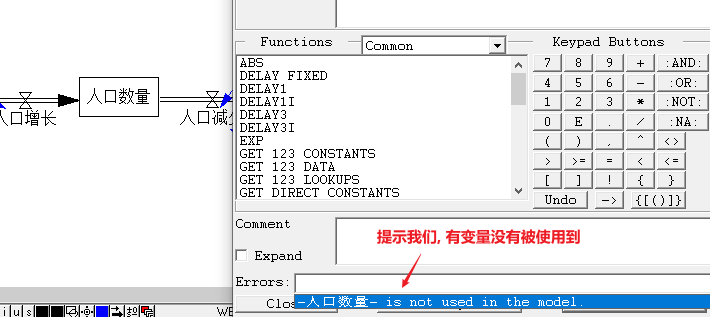 Functions
Common
Keypad Buttons
ABS
DELAY FIXED
DELAY1
DELAY1I
DELAY3
DELAY3I
EXP
GET 123 CONSTANTS
GET 123 DATA
GET 123 LOOKUPS
GET DIRECT CONSTANTS
7 8 9 + :AND:
4 5 6 - :OR:
1 2 3 * :NOT:
0 E . / :NA:
( ) , ^ <>
> >= = < <=
[ ] ! { }
Undo -> {[()]}
人口数量
人口增长
人口减少
Comment
Expand
提示我们, 有变量没有被使用到
Errors:
-人口数量- is not used in the model.
Clo
i u s
WE